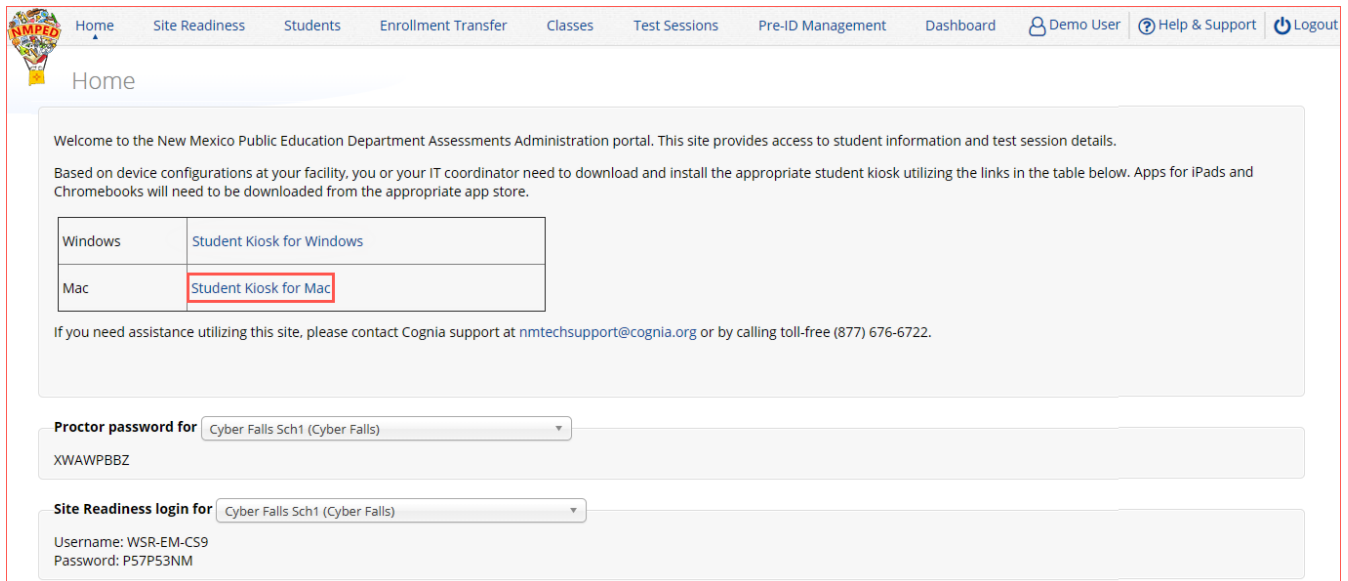 NMPED
Home Site Readiness Students Enrollment Transfer Classes Test Sessions Pre-ID Management Dashboard Demo User Help & Support Logout
Home
Welcome to the New Mexico Public Education Department Assessments Administration portal. This site provides access to student information and test session details.
Based on device configurations at your facility, you or your IT coordinator need to download and install the appropriate student kiosk utilizing the links in the table below. Apps for iPads and
Chromebooks will need to be downloaded from the appropriate app store.
Windows Student Kiosk for Windows
Mac Student Kiosk for Mac
If you need assistance utilizing this site, please contact Cognia support at nmtechsupport@cognia.org or by calling toll-free (877) 676-6722.
Proctor password for Cyber Falls Sch1 (Cyber Falls)
XWAWPBBZ
Site Readiness login for Cyber Falls Sch1 (Cyber Falls)
Username: WSR-EM-CS9
Password: P57P53NM